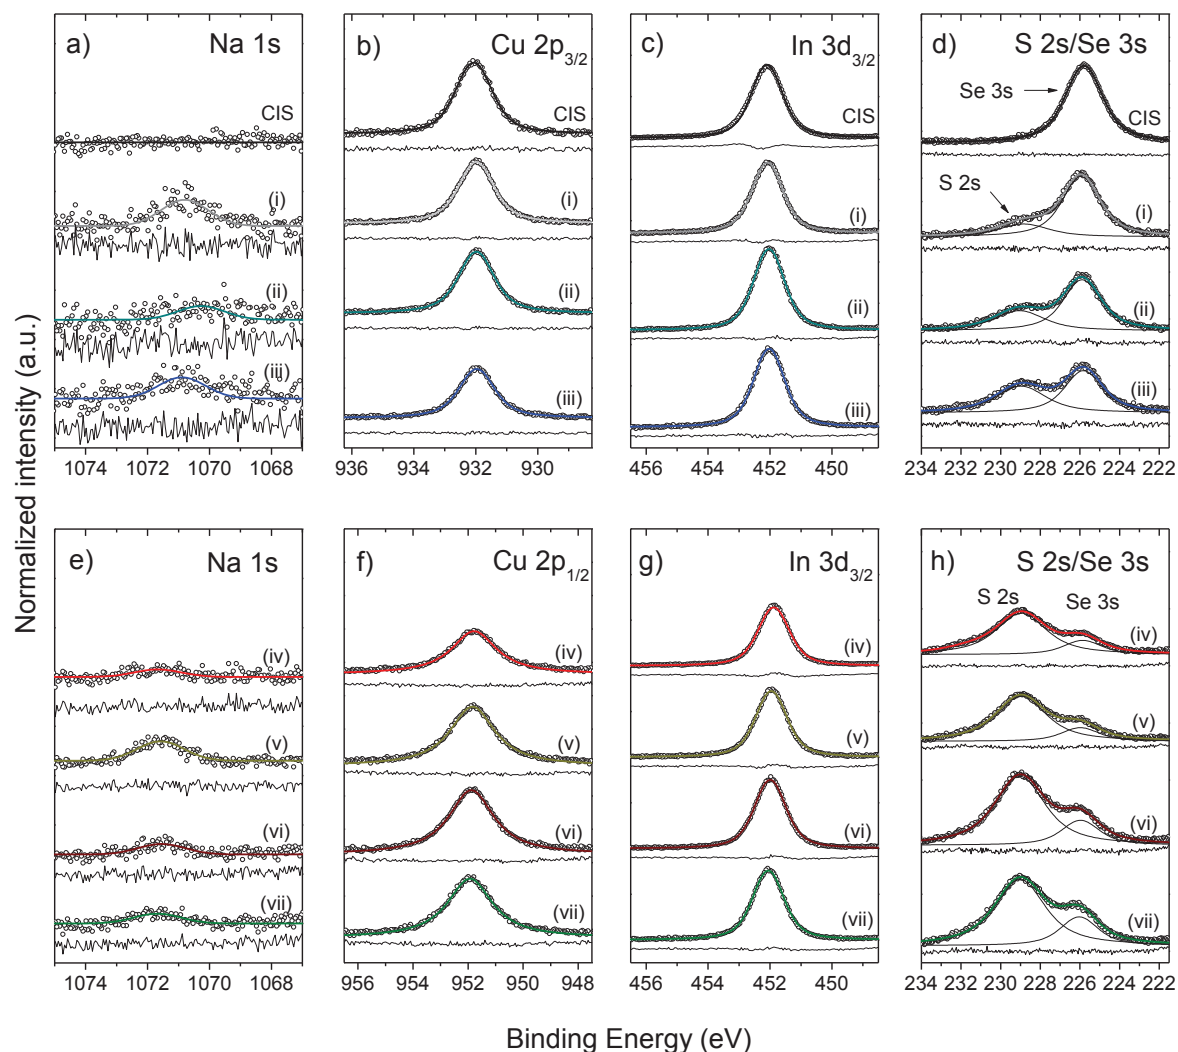 a) Na 1s
CIS
(i)
(ii)
(iii)
1074 1072 1070 1068
b) Cu 2p3/2
(i)
(ii)
(iii)
936 934 932 930
c) In 3d3/2
CIS
(i)
(ii)
(iii)
456 454 452 450
d) S 2s/Se 3s
Se 3s
CIS
S 2s
(i)
(ii)
(iii)
234 232 230 228 226 224 222
Normalized intensity (a.u.)
e) Na 1s
(iv)
(v)
(vi)
(vii)
1074 1072 1070 1068
f) Cu 2p1/2
(iv)
(v)
(vi)
(vii)
956 954 952 950 948
g) In 3d3/2
(iv)
(v)
(vi)
(vii)
456 454 452 450
h) S 2s/Se 3s
S 2s Se 3s
(iv)
(v)
(vi)
(vii)
234 232 230 228 226 224 222
Binding Energy (eV)